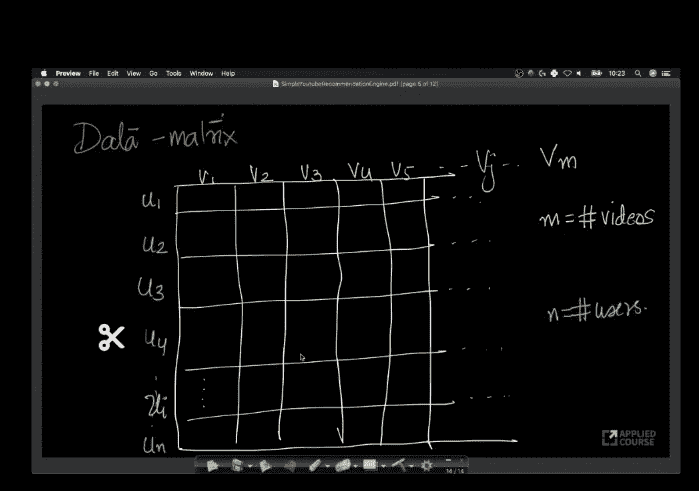 Preview File Edit View Go Tools Window Help 10:23
SimpleYoutubeRecommentationEngine.pdf (page 5 of 12)
Data-matrix
V1 V2 V3 V4 V5 ... Vj ... Vm
u1
m = # videos
u2
u3
n = # users.
u4
ui
un
APPLIED
COURSE
14 / 14